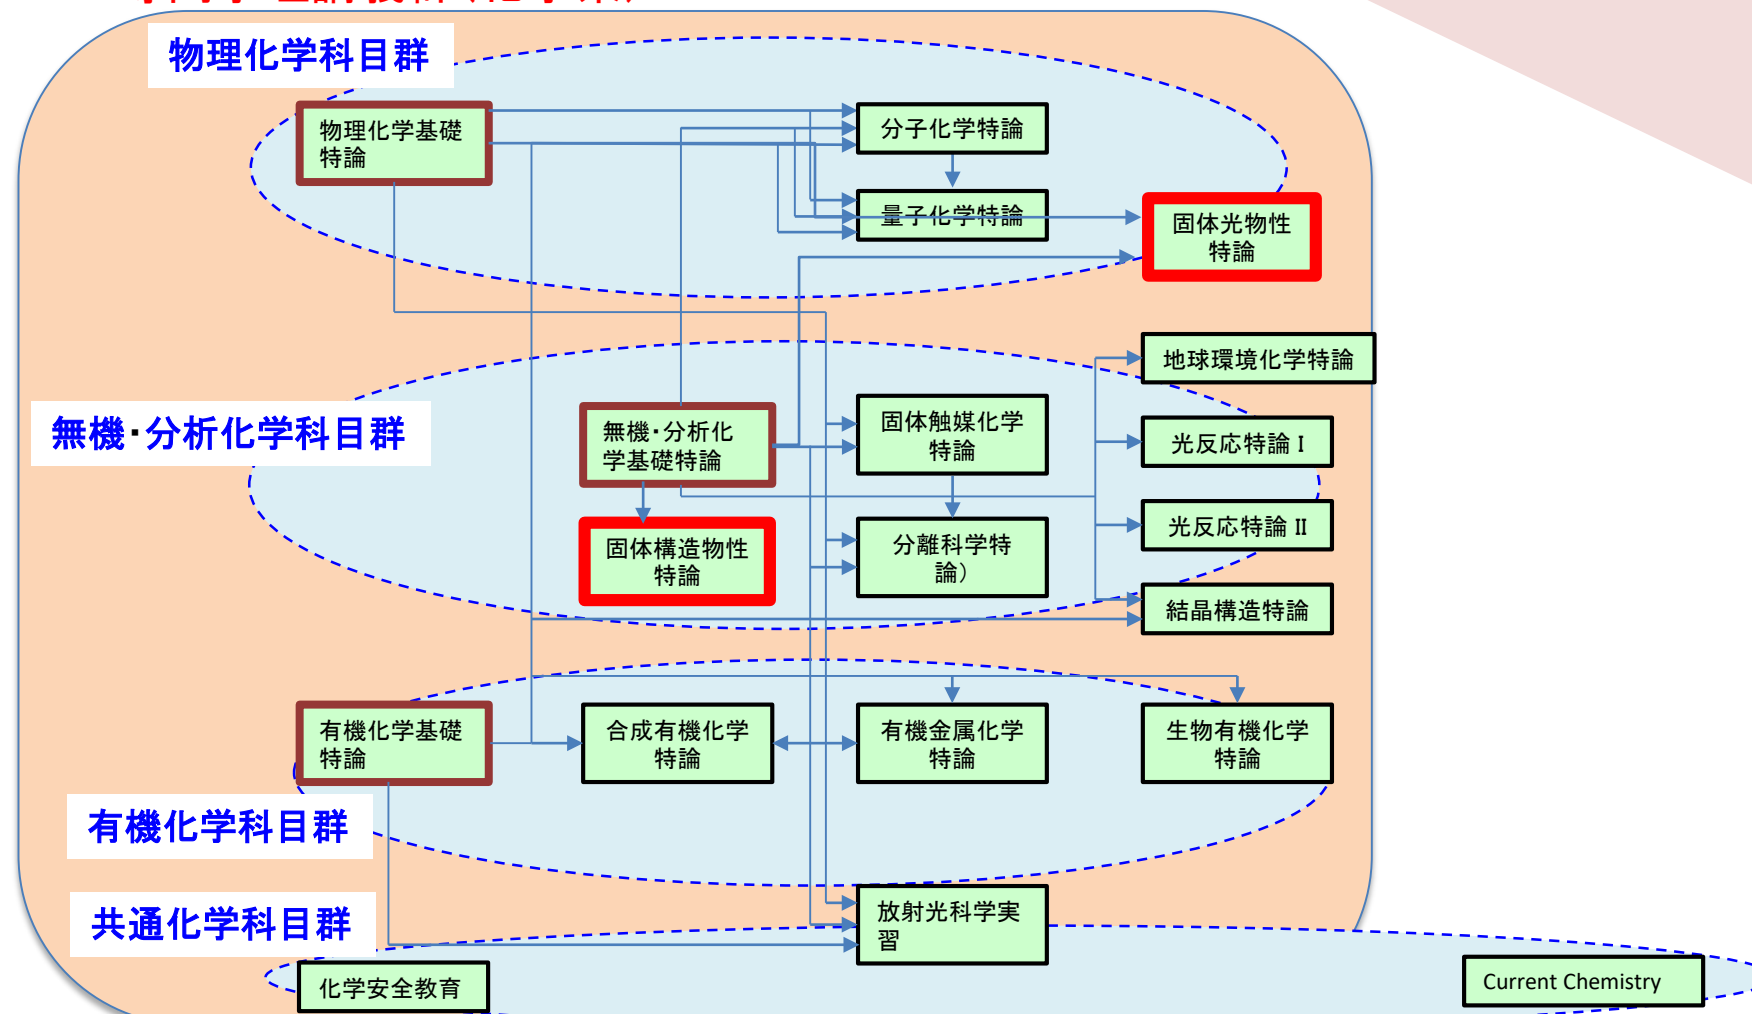 物理化学科目群
物理化学基礎
特論
分子化学特論
量子化学特論
固体光物性
特論
地球環境化学特論
無機・分析化学科目群
無機・分析化
学基礎特論
固体触媒化学
特論
光反応特論 I
光反応特論 II
固体構造物性
特論
分離科学特
論）
結晶構造特論
有機化学基礎
特論
合成有機化学
特論
有機金属化学
特論
生物有機化学
特論
有機化学科目群
共通化学科目群
放射光科学実
習
化学安全教育
Current Chemistry